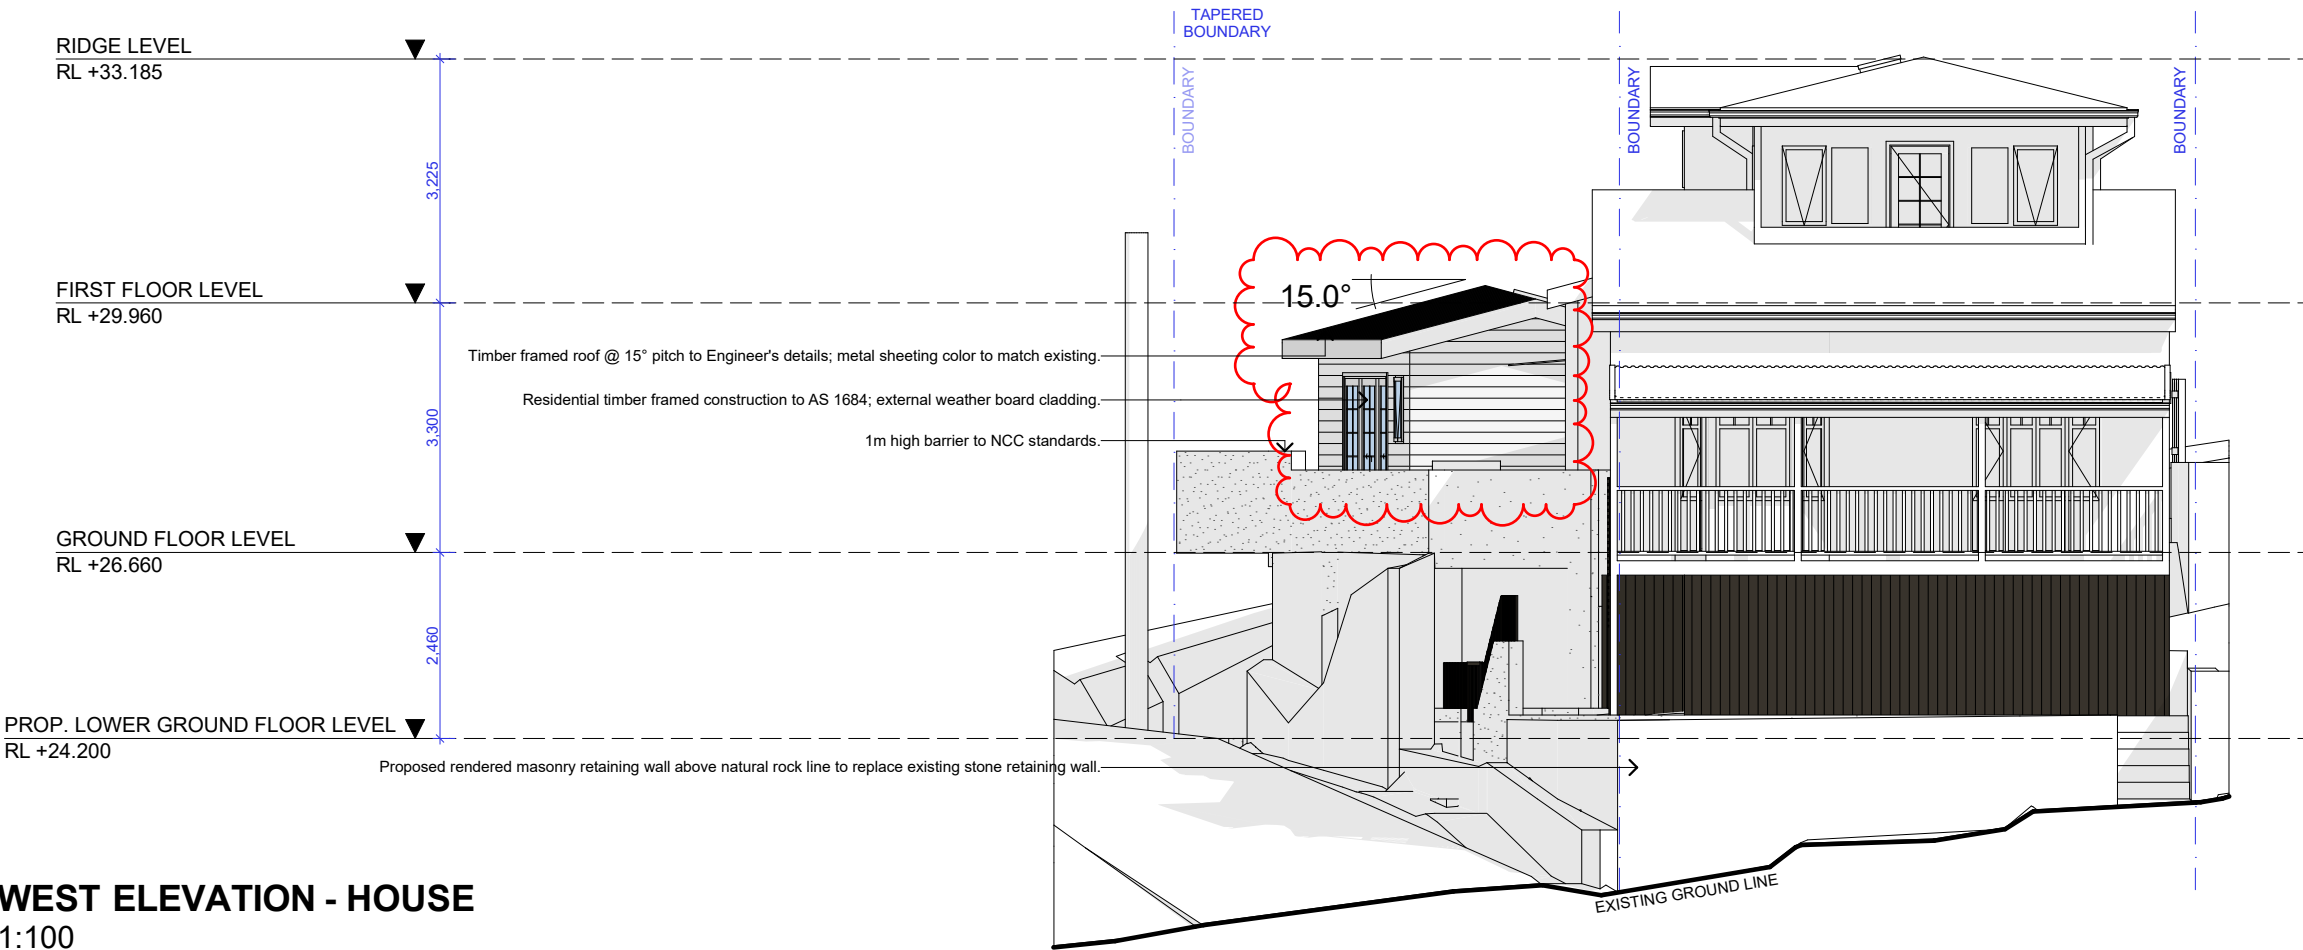 TAPERED
BOUNDARY
RIDGE LEVEL
RL +33.185
BOUNDARY
BOUNDARY
BOUNDARY
3,225
FIRST FLOOR LEVEL
RL +29.960
15.0°
Timber framed roof @ 15° pitch to Engineer's details; metal sheeting color to match existing.
Residential timber framed construction to AS 1684; external weather board cladding.
3,300
1m high barrier to NCC standards.
GROUND FLOOR LEVEL
RL +26.660
2,460
PROP. LOWER GROUND FLOOR LEVEL
RL +24.200
Proposed rendered masonry retaining wall above natural rock line to replace existing stone retaining wall.
EXISTING GROUND LINE
WEST ELEVATION - HOUSE
1:100